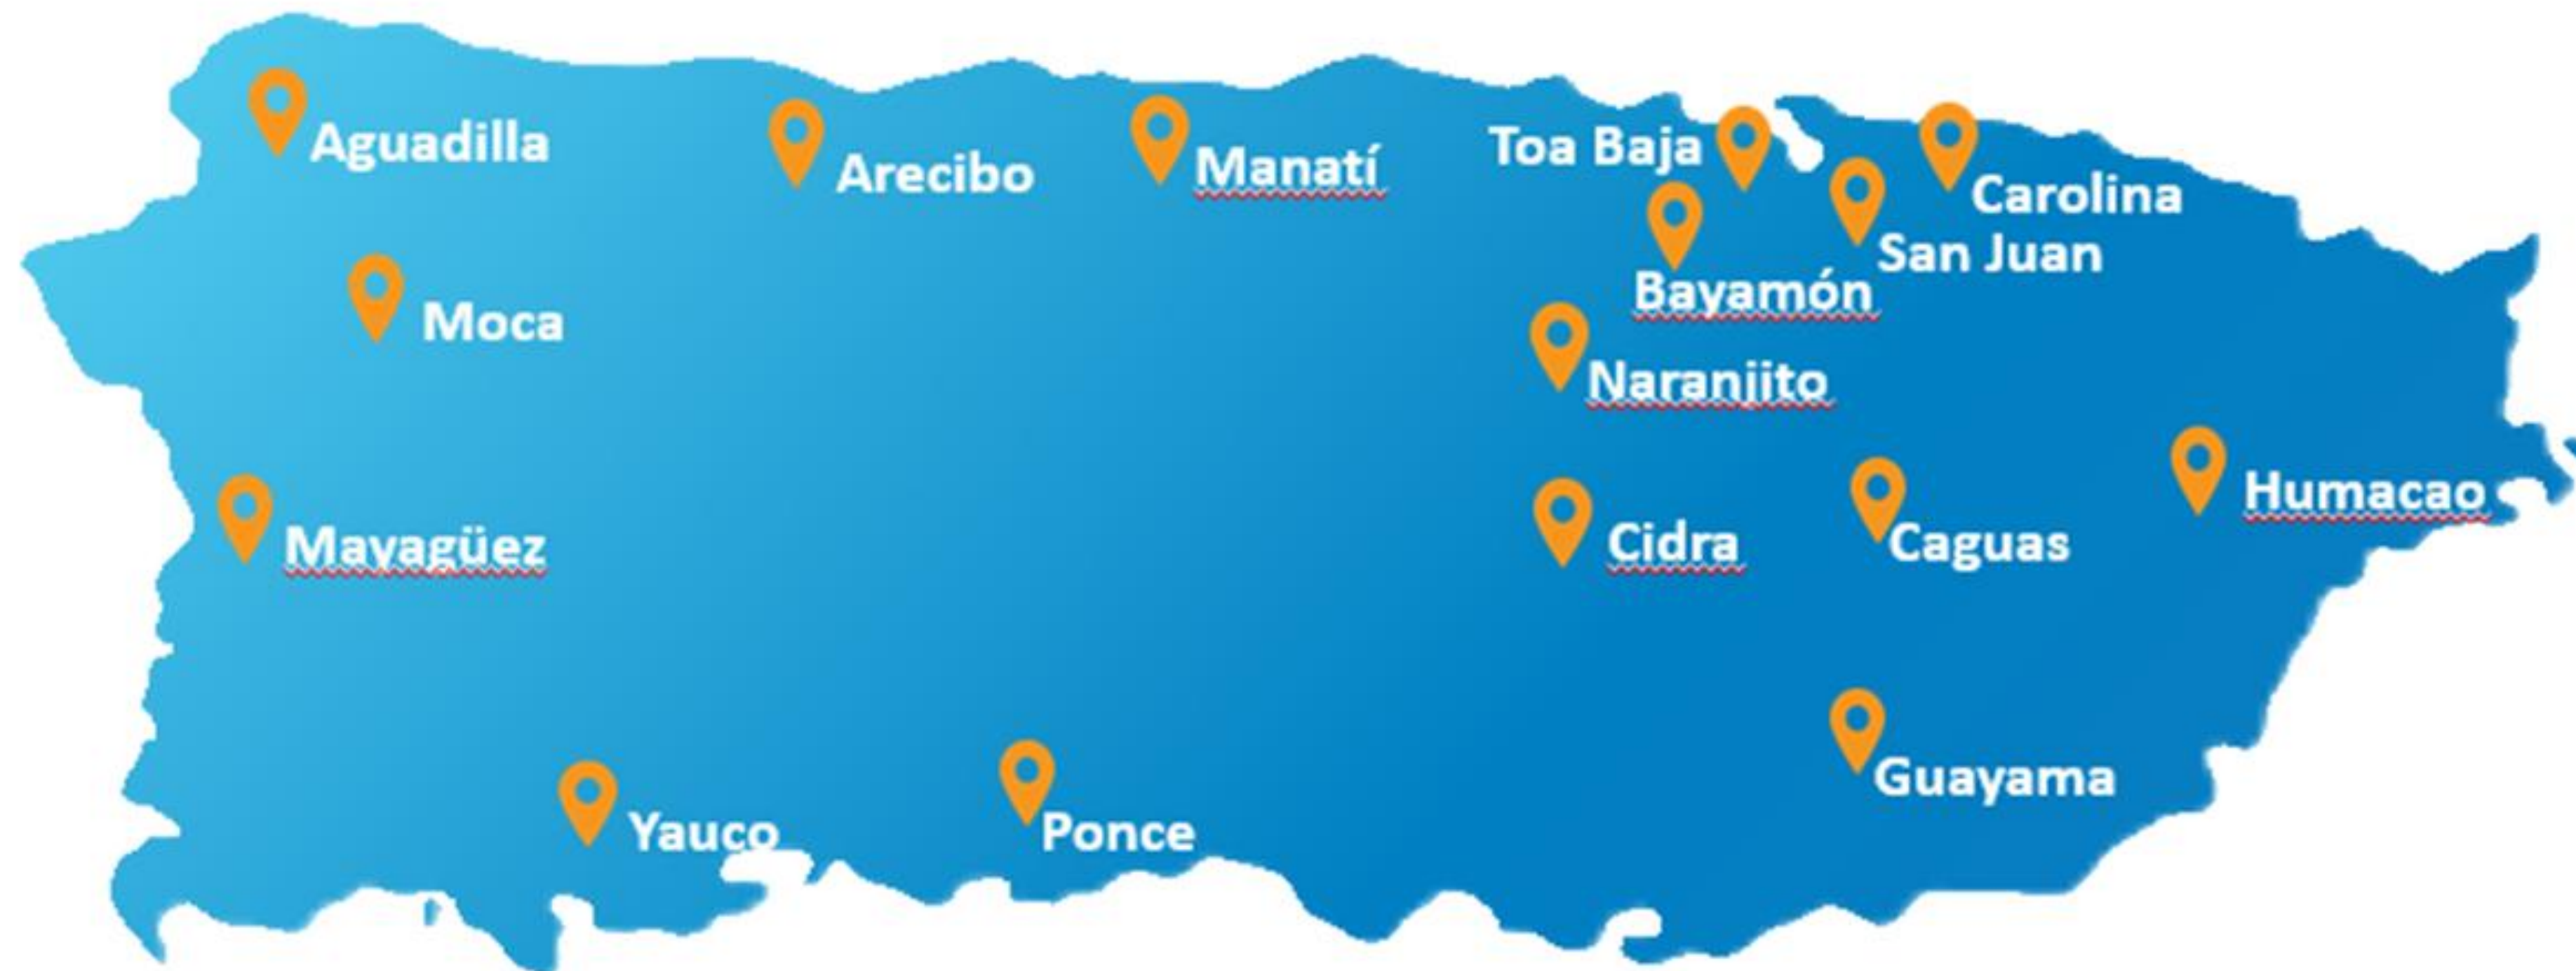 Aguadilla
Arecibo
Manatí
Toa Baja
Carolina
San Juan
Bayamón
Moca
Naranjito
Humacao
Mayagüez
Cidra
Caguas
Guayama
Yauco
Ponce